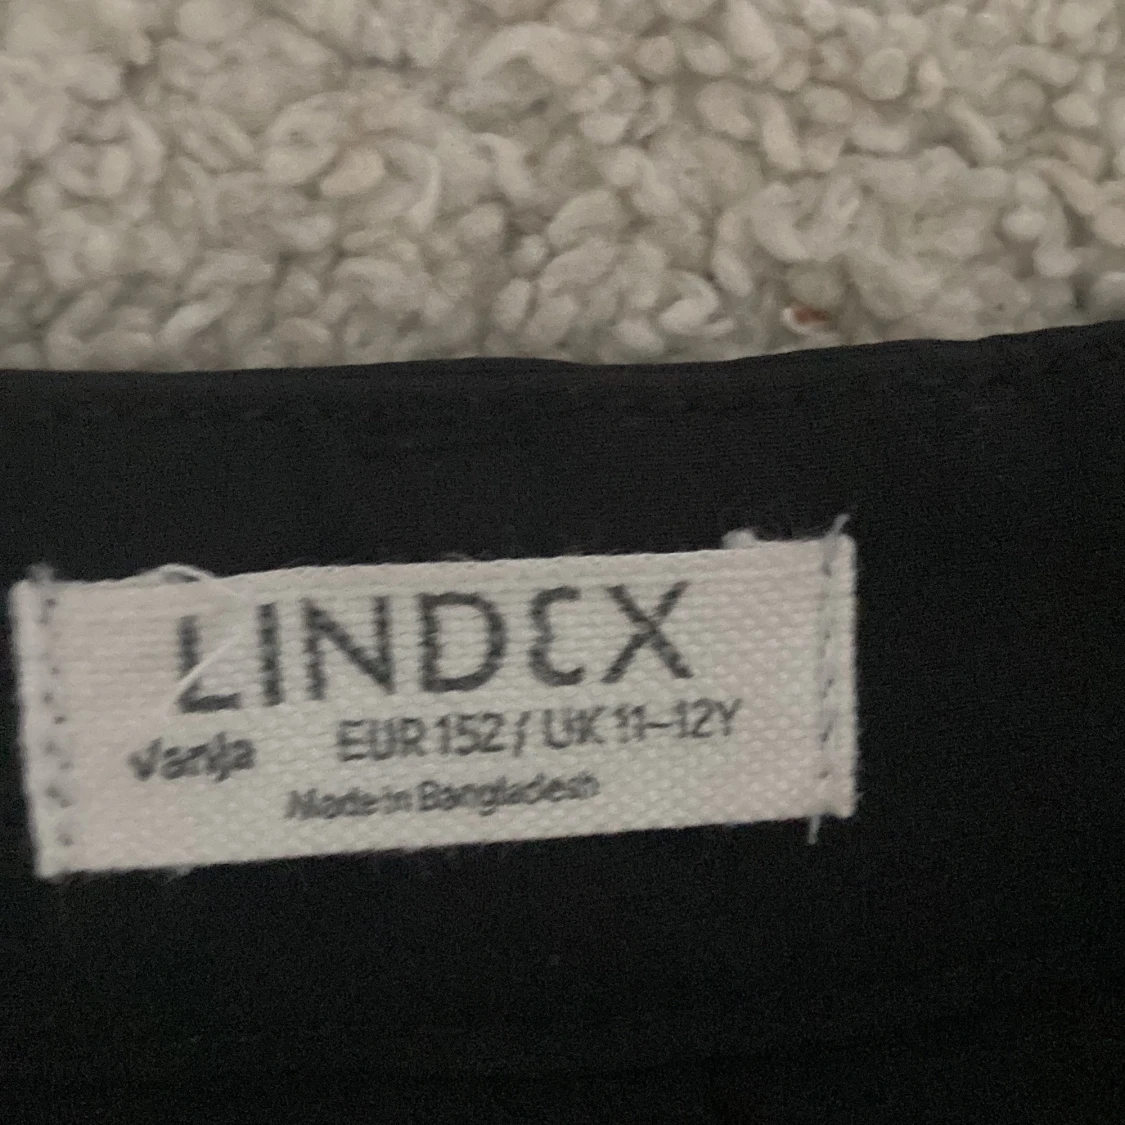 LINDEX
Vanja EUR 152 / UK 11–12Y
Made in Bangladesh